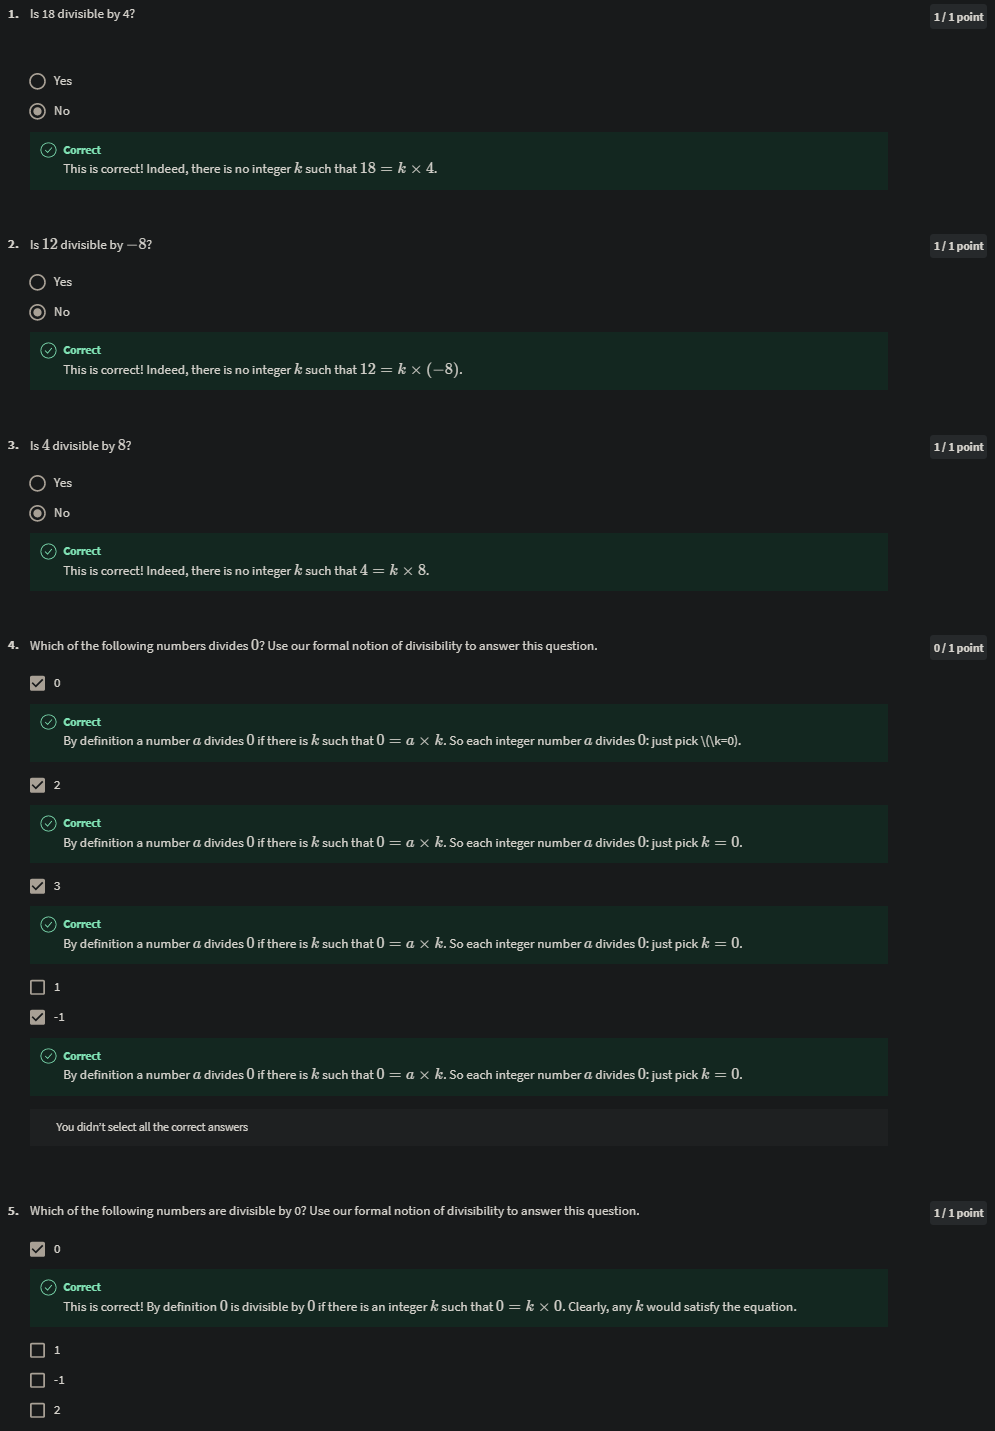 1. Is 18 divisible by 4?
1 / 1 point
Yes
No
Correct
This is correct! Indeed, there is no integer k such that 18 = k × 4.
2. Is 12 divisible by −8?
1 / 1 point
Yes
No
Correct
This is correct! Indeed, there is no integer k such that 12 = k × (−8).
3. Is 4 divisible by 8?
1 / 1 point
Yes
No
Correct
This is correct! Indeed, there is no integer k such that 4 = k × 8.
4. Which of the following numbers divides 0? Use our formal notion of divisibility to answer this question.
0 / 1 point
0
Correct
By definition a number a divides 0 if there is k such that 0 = a × k. So each integer number a divides 0: just pick \(\k=0).
2
Correct
By definition a number a divides 0 if there is k such that 0 = a × k. So each integer number a divides 0: just pick k = 0.
3
Correct
By definition a number a divides 0 if there is k such that 0 = a × k. So each integer number a divides 0: just pick k = 0.
1
-1
Correct
By definition a number a divides 0 if there is k such that 0 = a × k. So each integer number a divides 0: just pick k = 0.
You didn't select all the correct answers
5. Which of the following numbers are divisible by 0? Use our formal notion of divisibility to answer this question.
1 / 1 point
0
Correct
This is correct! By definition 0 is divisible by 0 if there is an integer k such that 0 = k × 0. Clearly, any k would satisfy the equation.
1
-1
2